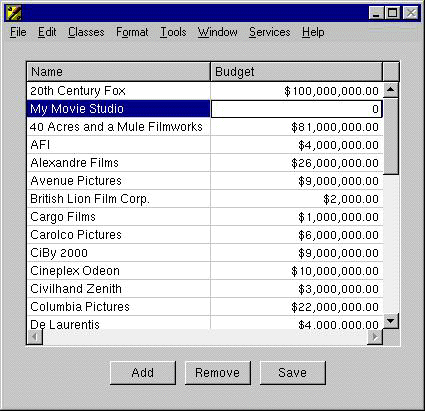 File Edit Classes Format Tools Window Services Help
Name Budget
20th Century Fox $100,000,000.00
My Movie Studio 0
40 Acres and a Mule Filmworks $81,000,000.00
AFI $4,000,000.00
Alexandre Films $26,000,000.00
Avenue Pictures $9,000,000.00
British Lion Film Corp. $2,000.00
Cargo Films $1,000,000.00
Carolco Pictures $6,000,000.00
CiBy 2000 $9,000,000.00
Cineplex Odeon $10,000,000.00
Civilhand Zenith $3,000,000.00
Columbia Pictures $22,000,000.00
De Laurentis $4,000,000.00
Add Remove Save